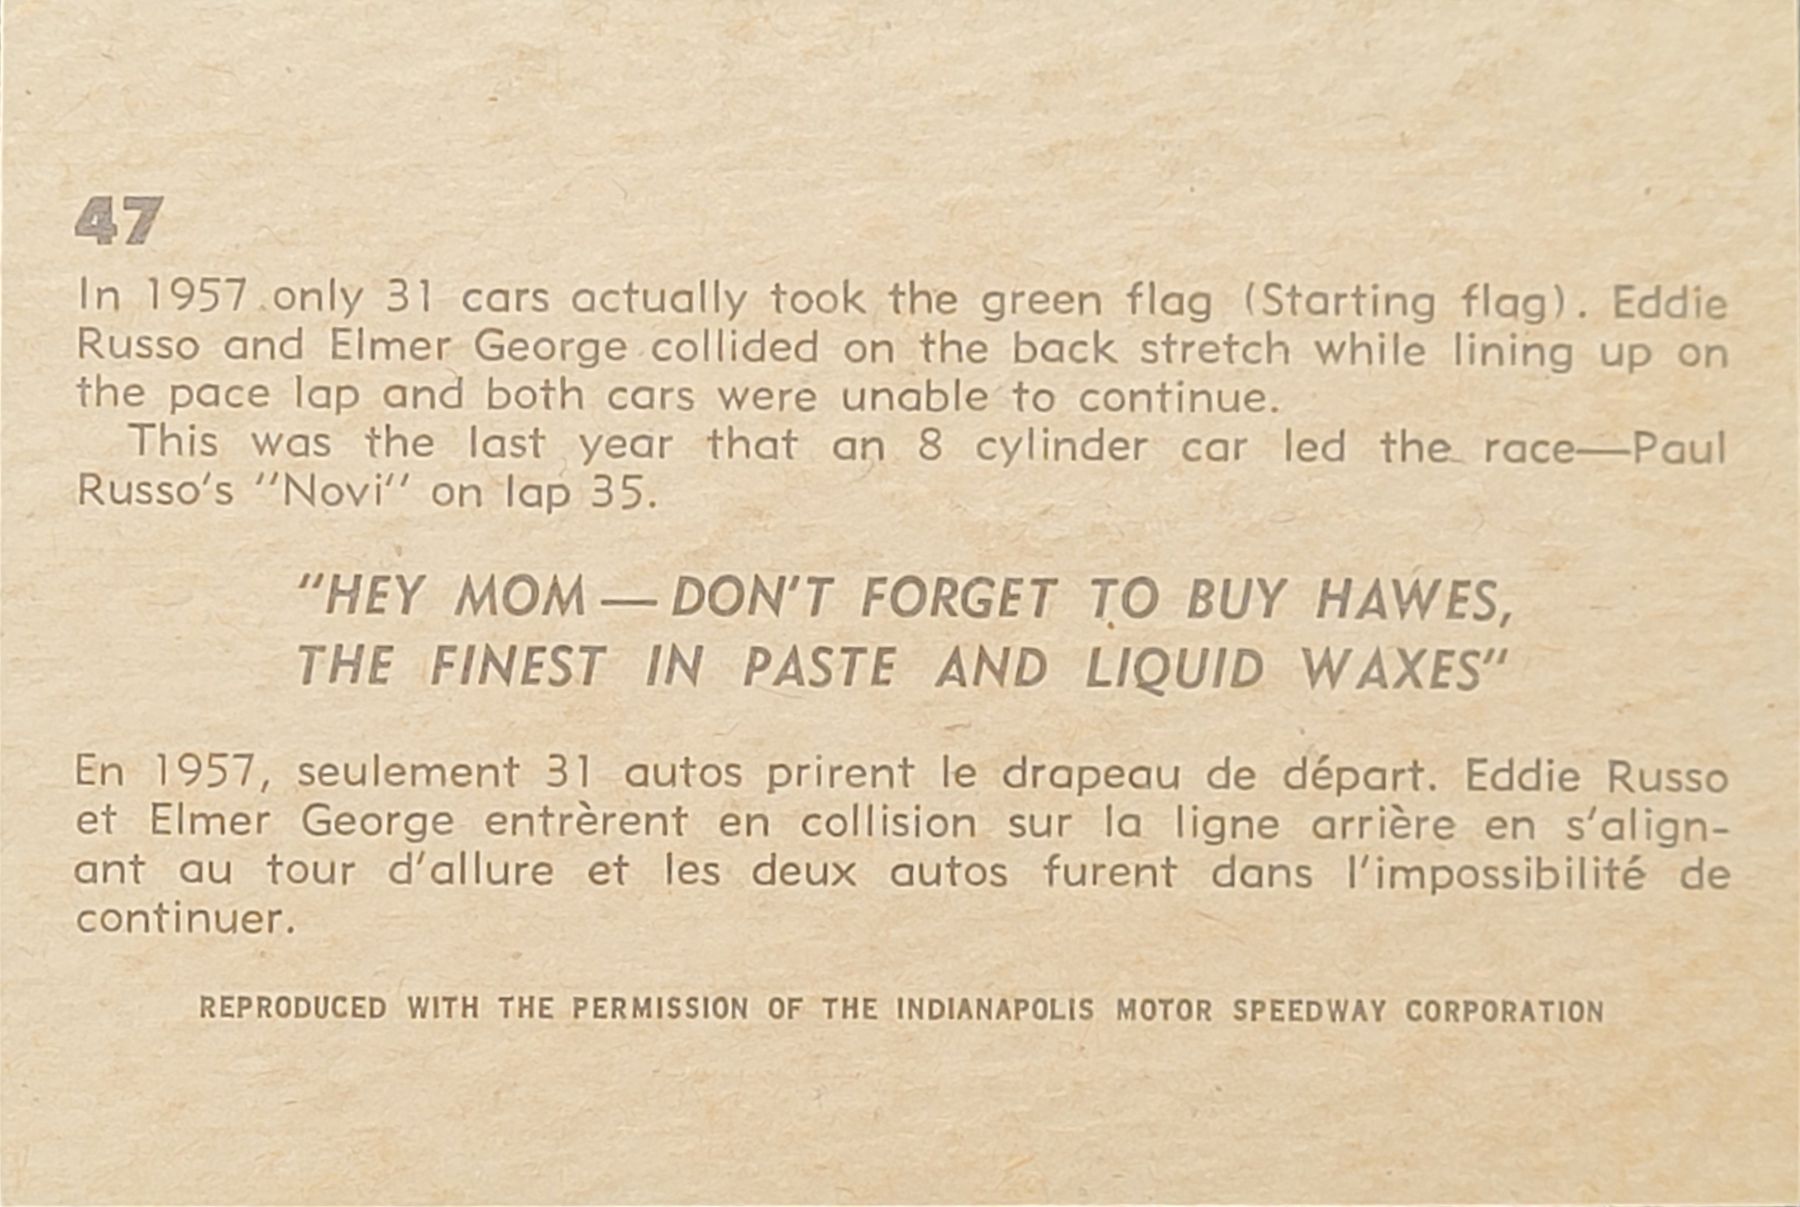 47
In 1957 only 31 cars actually took the green flag (Starting flag). Eddie
Russo and Elmer George collided on the back stretch while lining up on
the pace lap and both cars were unable to continue.
This was the last year that an 8 cylinder car led the race—Paul
Russo's "Novi" on lap 35.
"HEY MOM — DON'T FORGET TO BUY HAWES,
THE FINEST IN PASTE AND LIQUID WAXES"
En 1957, seulement 31 autos prirent le drapeau de départ. Eddie Russo
et Elmer George entrèrent en collision sur la ligne arrière en s'align-
ant au tour d'allure et les deux autos furent dans l'impossibilité de
continuer.
REPRODUCED WITH THE PERMISSION OF THE INDIANAPOLIS MOTOR SPEEDWAY CORPORATION